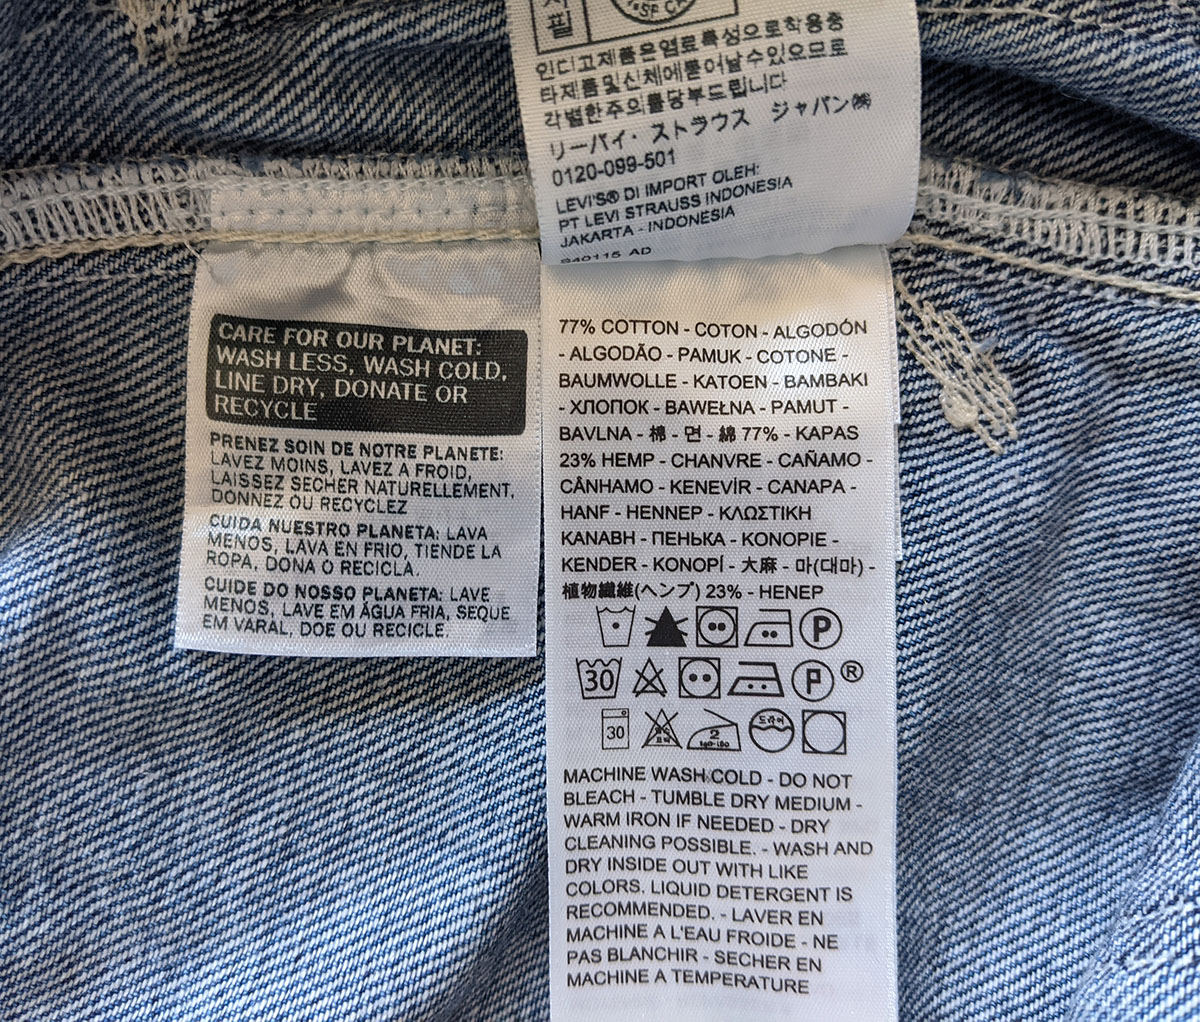 필
인디고제품은염료특성으로착용중
타제품및신체에묻어날수있으므로
각별한주의를당부드립니다
リーバイ・ストラウス ジャパン㈱
0120-099-501
LEVI'S® DI IMPORT OLEH:
PT LEVI STRAUSS INDONESIA
JAKARTA - INDONESIA
AD
CARE FOR OUR PLANET:
WASH LESS, WASH COLD,
LINE DRY, DONATE OR
RECYCLE
PRENEZ SOIN DE NOTRE PLANETE:
LAVEZ MOINS, LAVEZ A FROID,
LAISSEZ SECHER NATURELLEMENT,
DONNEZ OU RECYCLEZ
CUIDA NUESTRO PLANETA: LAVA
MENOS, LAVA EN FRIO, TIENDE LA
ROPA, DONA O RECICLA.
CUIDE DO NOSSO PLANETA: LAVE
MENOS, LAVE EM ÁGUA FRIA, SEQUE
EM VARAL, DOE OU RECICLE.
77% COTTON - COTON - ALGODÓN
- ALGODÃO - PAMUK - COTONE -
BAUMWOLLE - KATOEN - BAMBAKI
- ХЛОПОК - BAWEŁNA - PAMUT -
BAVLNA - 棉 - 면 - 綿 77% - KAPAS
23% HEMP - CHANVRE - CAÑAMO -
CÂNHAMO - KENEVİR - CANAPA -
HANF - HENNEP - ΚΛΩΣΤΙΚΗ
ΚΑΝΑΒΗ - ПЕНЬКА - KONOPIE -
KENDER - KONOPÍ - 大麻 - 마(대마) -
植物繊維(ヘンプ) 23% - HENEP
P
30 P ®
30 2 드라이
MACHINE WASH COLD - DO NOT
BLEACH - TUMBLE DRY MEDIUM -
WARM IRON IF NEEDED - DRY
CLEANING POSSIBLE. - WASH AND
DRY INSIDE OUT WITH LIKE
COLORS. LIQUID DETERGENT IS
RECOMMENDED. - LAVER EN
MACHINE A L'EAU FROIDE - NE
PAS BLANCHIR - SECHER EN
MACHINE A TEMPERATURE